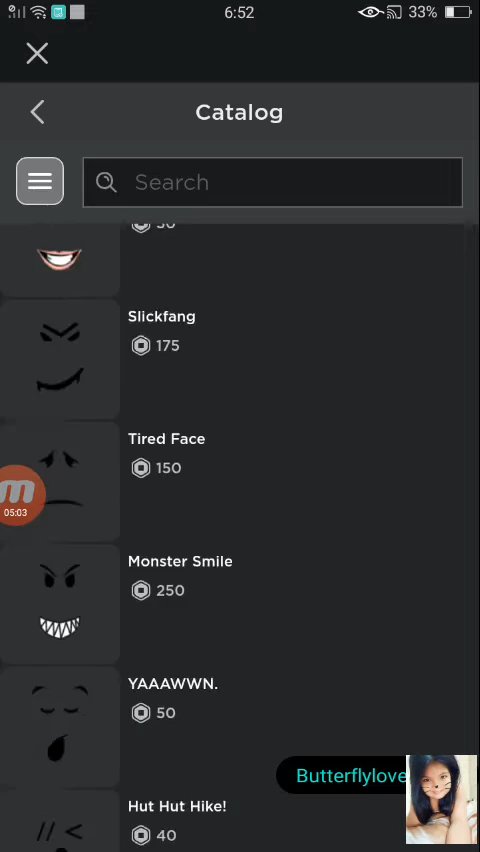 6:52
33%
Catalog
Search
Slickfang
175
Tired Face
150
05:03
Monster Smile
250
YAAAWWN.
50
Butterflylove
Hut Hut Hike!
40